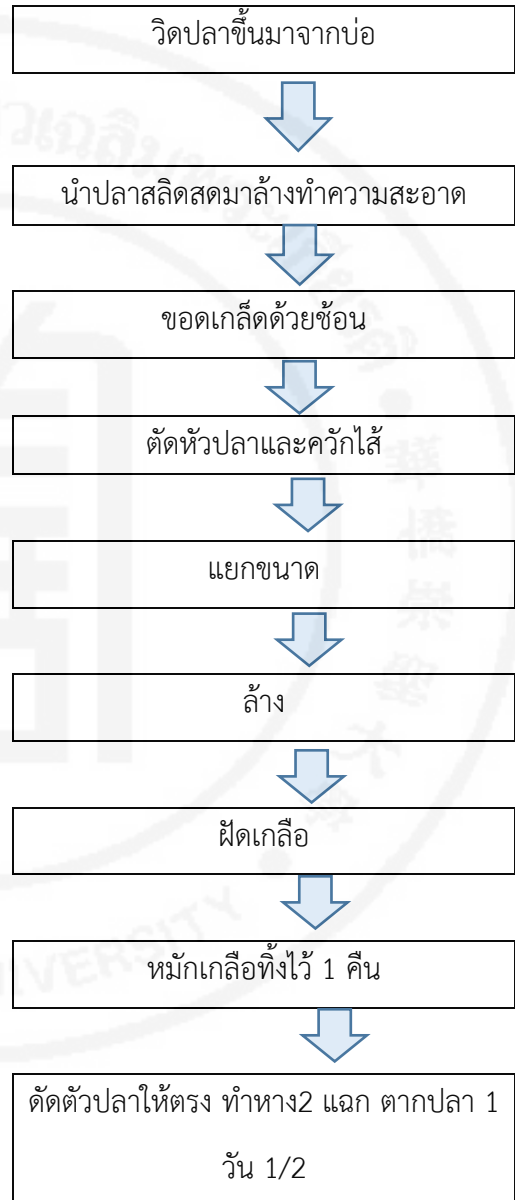 วิดปลาขึ้นมาจากบ่อ
นำปลาสลิดสดมาล้างทำความสะอาด
ขอดเกล็ดด้วยช้อน
ตัดหัวปลาและควักไส้
แยกขนาด
ล้าง
ฝัดเกลือ
หมักเกลือทิ้งไว้ 1 คืน
ดัดตัวปลาให้ตรง ทำหาง2 แฉก ตากปลา 1
วัน 1/2